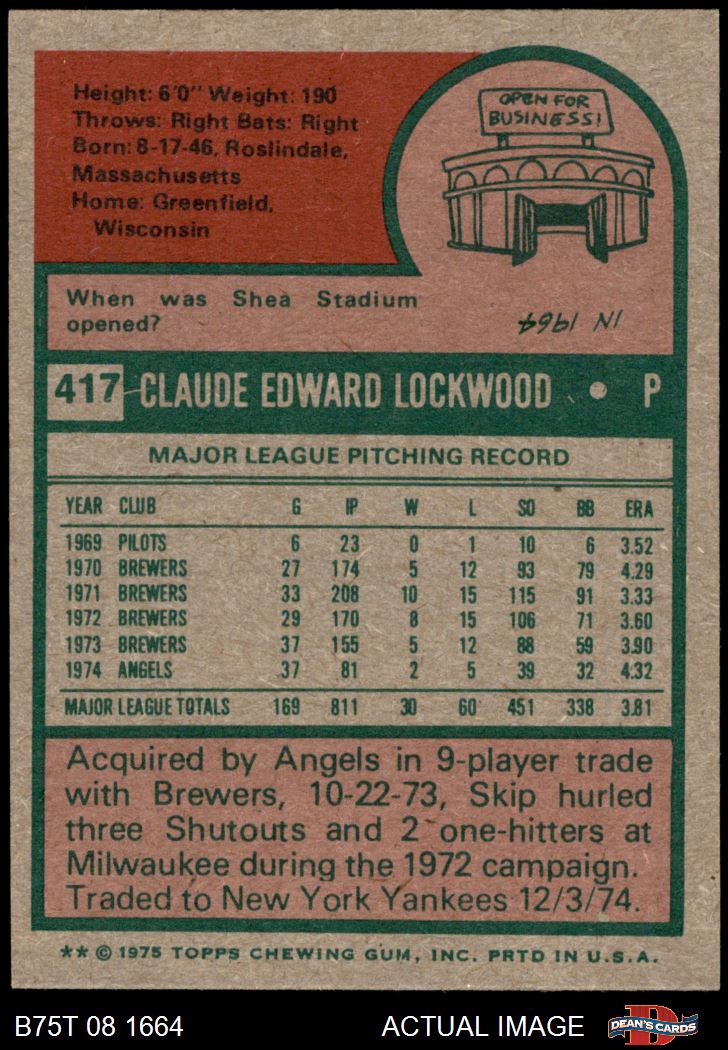 Height: 6'0" Weight: 190
Throws: Right Bats: Right
Born: 8-17-46, Roslindale,
Massachusetts
Home: Greenfield,
Wisconsin
OPEN FOR
BUSINESS!
When was Shea Stadium
opened?
IN 1964
417 CLAUDE EDWARD LOCKWOOD • P
MAJOR LEAGUE PITCHING RECORD
YEAR CLUB G IP W L SO BB ERA
1969 PILOTS 6 23 0 1 10 6 3.52
1970 BREWERS 27 174 5 12 93 79 4.29
1971 BREWERS 33 208 10 15 115 91 3.33
1972 BREWERS 29 170 8 15 106 71 3.60
1973 BREWERS 37 155 5 12 88 59 3.90
1974 ANGELS 37 81 2 5 39 32 4.32
MAJOR LEAGUE TOTALS 169 811 30 60 451 338 3.81
Acquired by Angels in 9-player trade
with Brewers, 10-22-73, Skip hurled
three Shutouts and 2 one-hitters at
Milwaukee during the 1972 campaign.
Traded to New York Yankees 12/3/74.
** © 1975 TOPPS CHEWING GUM, INC. PRTD IN U.S.A.
B75T 08 1664 ACTUAL IMAGE DEAN'S CARDS